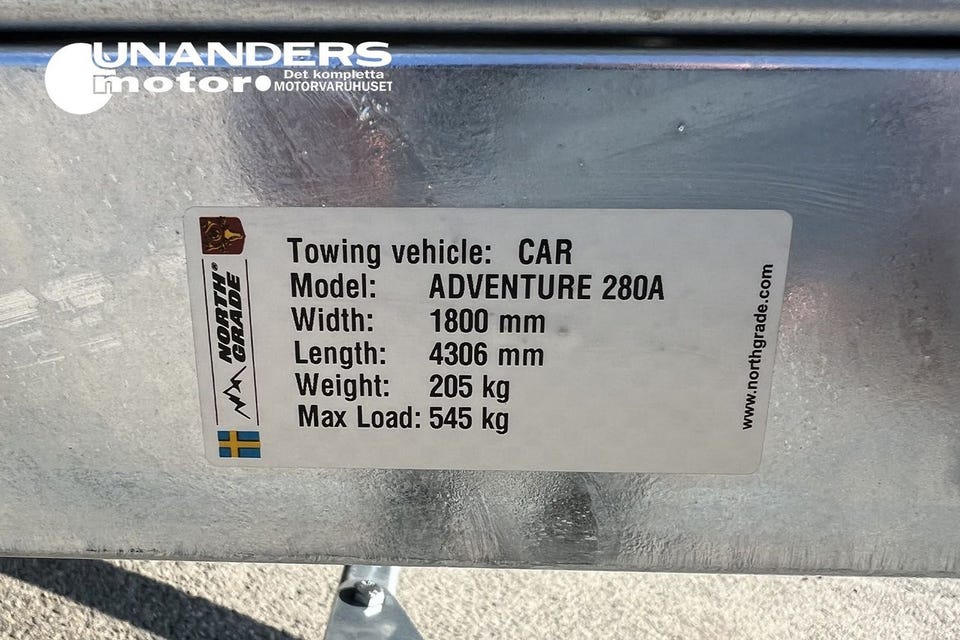 UNANDERS
motor
Det kompletta
MOTORVARUHUSET
NORTH®
GRADE
Towing vehicle: CAR
Model: ADVENTURE 280A
Width: 1800 mm
Length: 4306 mm
Weight: 205 kg
Max Load: 545 kg
www.northgrade.com